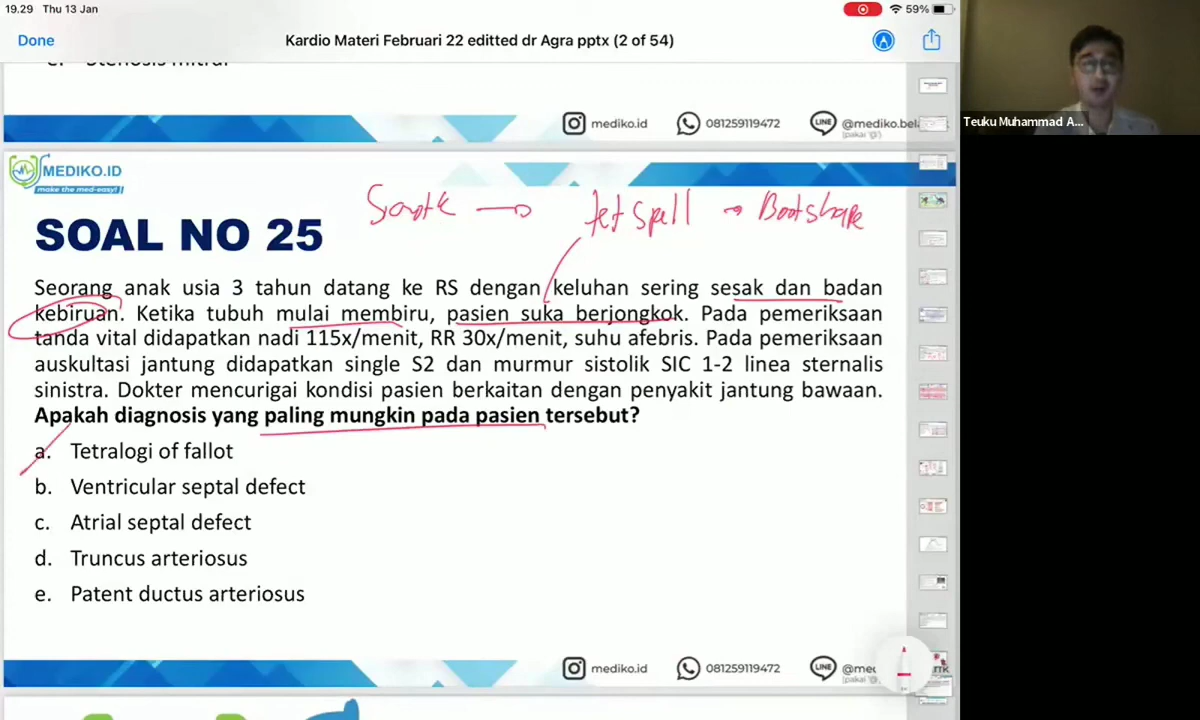 19.29 Thu 13 Jan
59%
Done
Kardio Materi Februari 22 editted dr Agra pptx (2 of 54)
mediko.id
081259119472
LINE
@mediko.bel
(pakai '@')
Teuku Muhammad A...
MEDIKO.ID
make the med-easy!
→ Tet Spell → Bootshape
SOAL NO 25
Seorang anak usia 3 tahun datang ke RS dengan keluhan sering sesak dan badan
kebiruan. Ketika tubuh mulai membiru, pasien suka berjongkok. Pada pemeriksaan
tanda vital didapatkan nadi 115x/menit, RR 30x/menit, suhu afebris. Pada pemeriksaan
auskultasi jantung didapatkan single S2 dan murmur sistolik SIC 1-2 linea sternalis
sinistra. Dokter mencurigai kondisi pasien berkaitan dengan penyakit jantung bawaan.
Apakah diagnosis yang paling mungkin pada pasien tersebut?
a. Tetralogi of fallot
b. Ventricular septal defect
c. Atrial septal defect
d. Truncus arteriosus
e. Patent ductus arteriosus
mediko.id
081259119472
LINE